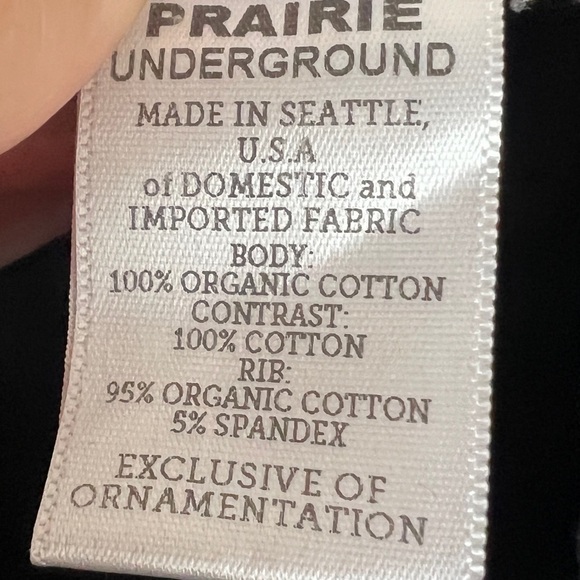 PRAIRIE
UNDERGROUND
MADE IN SEATTLE,
U.S.A
of DOMESTIC and
IMPORTED FABRIC
BODY:
100% ORGANIC COTTON
CONTRAST:
100% COTTON
RIB:
95% ORGANIC COTTON
5% SPANDEX
EXCLUSIVE OF
ORNAMENTATION